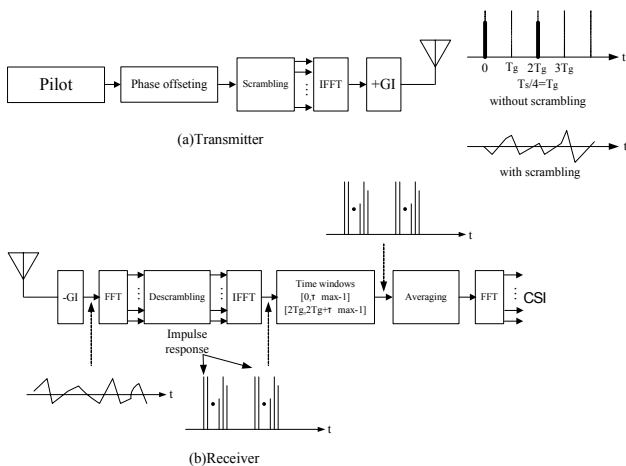 Pilot
Phase offseting
Scrambling
IFFT
+GI
(a)Transmitter
t
0 Tg 2Tg 3Tg
Ts/4=Tg
without scrambling
t
with scrambling
t
-GI
FFT
Descrambling
IFFT
Time windows
[0,τ max-1]
[2Tg,2Tg+τ max-1]
Averaging
FFT
CSI
Impulse
response
t
t
(b)Receiver